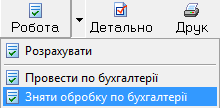 Робота Детально Друк
Розрахувати
Провести по бухгалтерії
Зняти обробку по бухгалтерії